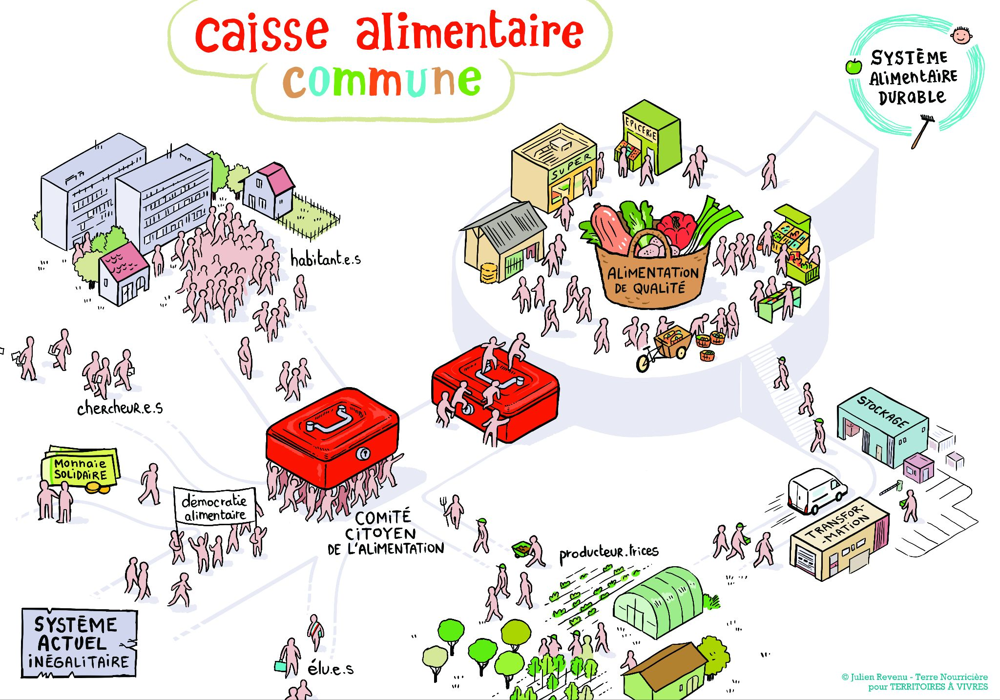 caisse alimentaire
commune
SYSTÈME
ALIMENTAIRE
DURABLE
EPICERIE
SUPER
habitant.e.s
ALIMENTATION
DE QUALITÉ
chercheur.e.s
STOCKAGE
Monnaie
SOLIDAIRE
démocratie
alimentaire
COMITÉ
CITOYEN
DE L'ALIMENTATION
TRANSFOR-
-MATION
producteur.trices
SYSTÈME
ACTUEL
INÉGALITAIRE
élu.e.s
© Julien Revenu - Terre Nourricière
pour TERRITOIRES À VIVRES